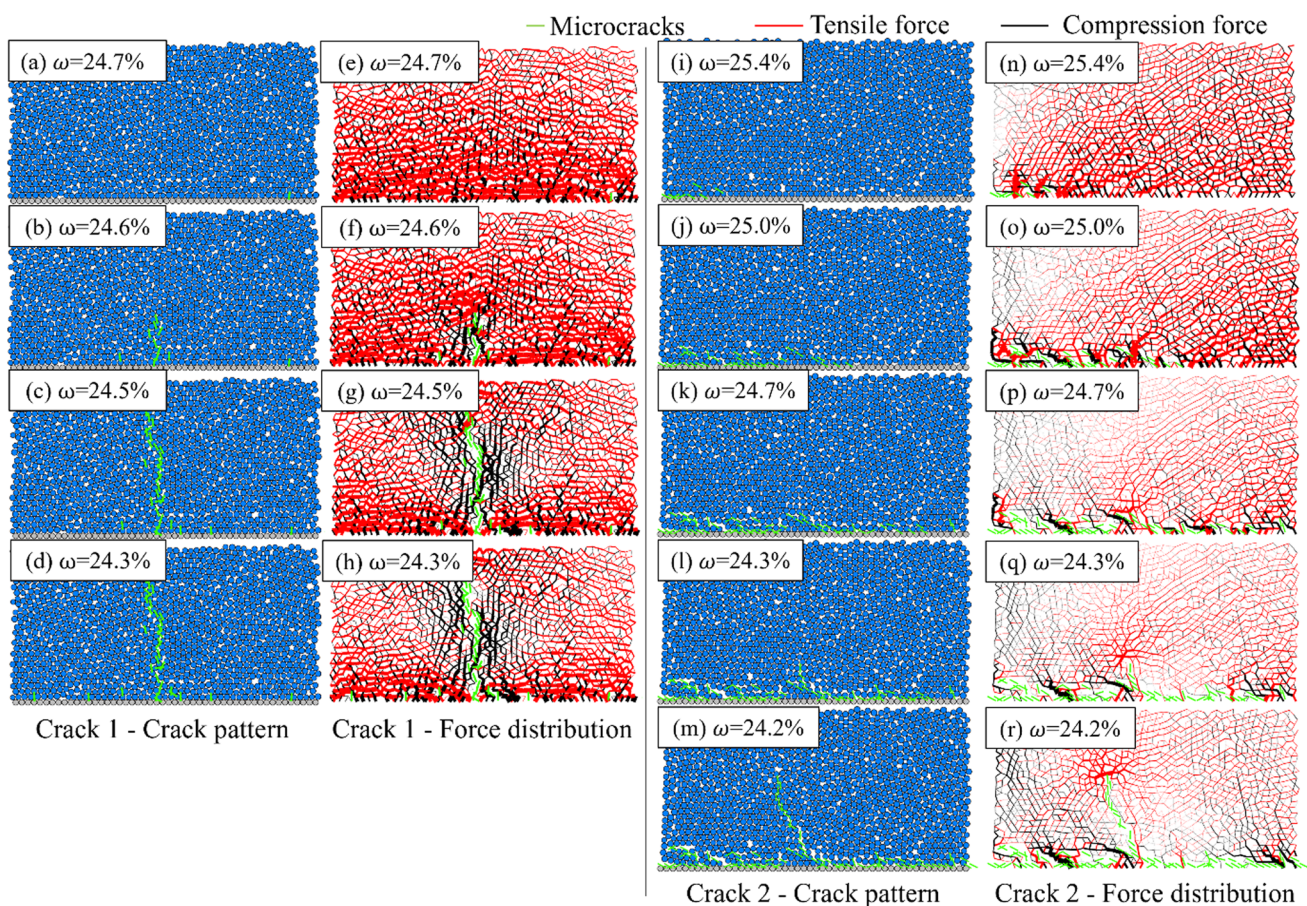 Microcracks Tensile force Compression force
(a) ω=24.7%
(e) ω=24.7%
(i) ω=25.4%
(n) ω=25.4%
(b) ω=24.6%
(f) ω=24.6%
(j) ω=25.0%
(o) ω=25.0%
(c) ω=24.5%
(g) ω=24.5%
(k) ω=24.7%
(p) ω=24.7%
(d) ω=24.3%
(h) ω=24.3%
(l) ω=24.3%
(q) ω=24.3%
Crack 1 - Crack pattern
Crack 1 - Force distribution
(m) ω=24.2%
(r) ω=24.2%
Crack 2 - Crack pattern
Crack 2 - Force distribution